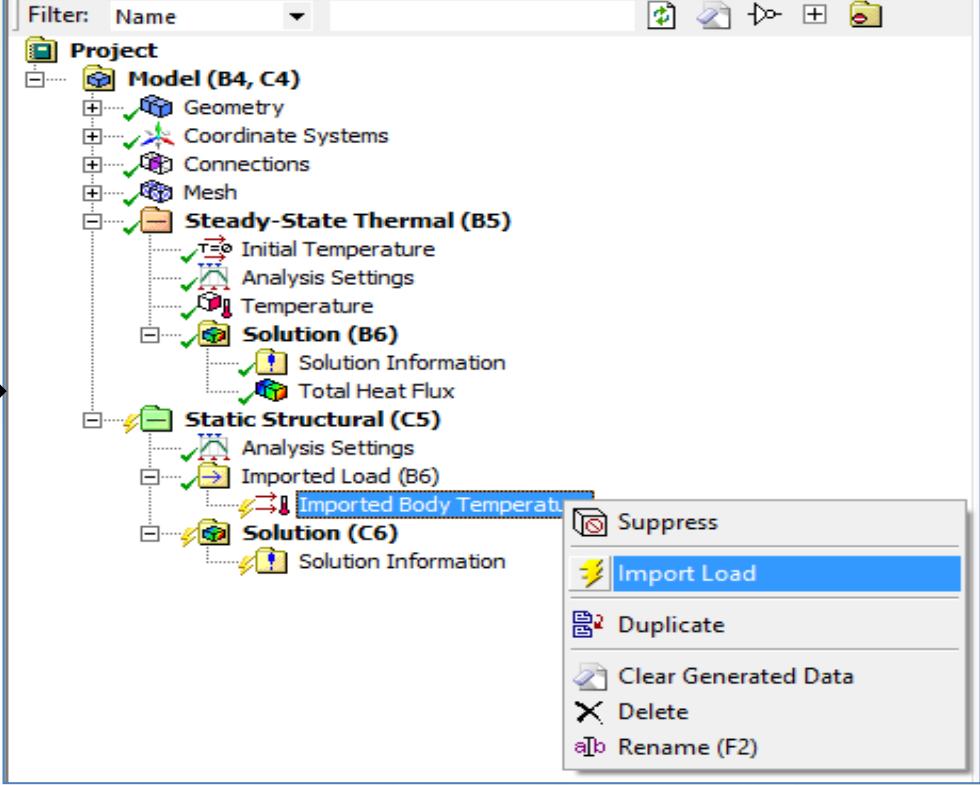 Filter: Name
Project
Model (B4, C4)
Geometry
Coordinate Systems
Connections
Mesh
Steady-State Thermal (B5)
T=0 Initial Temperature
Analysis Settings
Temperature
Solution (B6)
Solution Information
Total Heat Flux
Static Structural (C5)
Analysis Settings
Imported Load (B6)
Imported Body Temperatu
Solution (C6)
Solution Information
Suppress
Import Load
Duplicate
Clear Generated Data
Delete
Rename (F2)